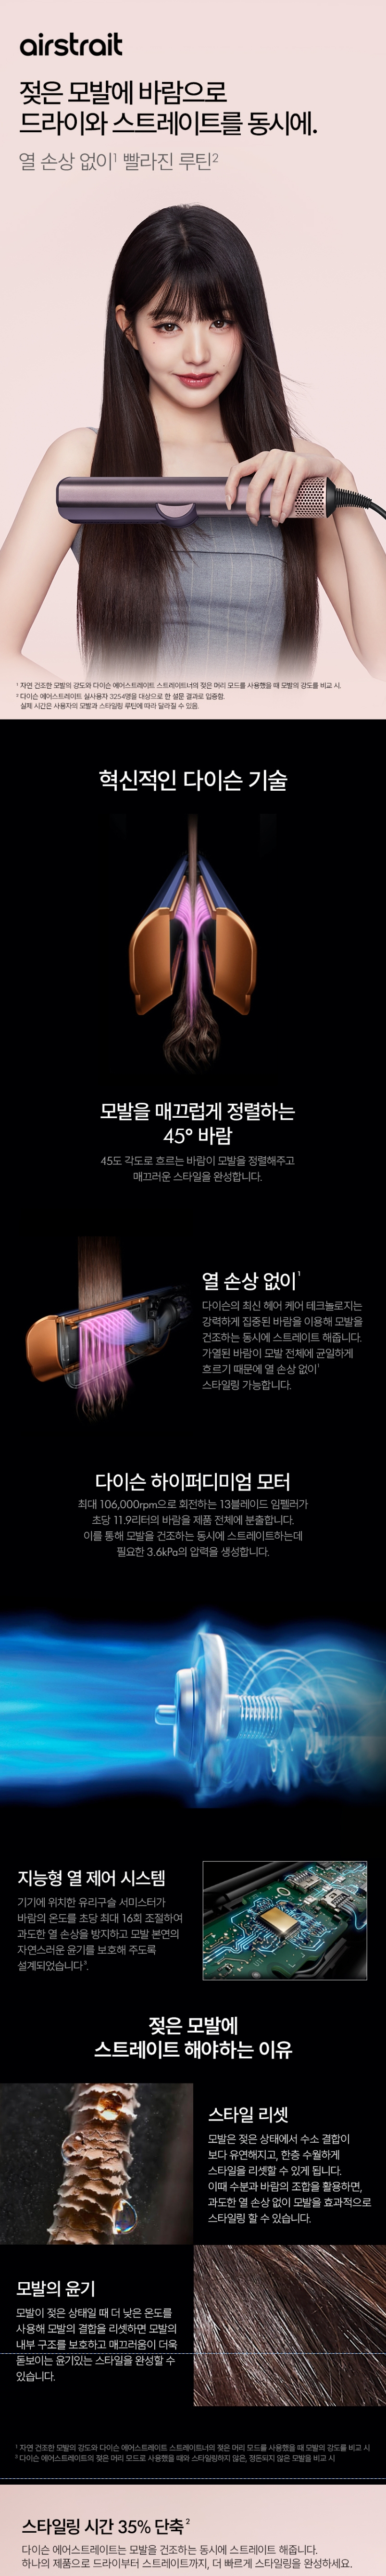 airstrait
젖은 모발에 바람으로
드라이와 스트레이트를 동시에.
열 손상 없이¹ 빨라진 루틴²
¹ 자연 건조한 모발의 강도와 다이슨 에어스트레이트 스트레이트너의 젖은 머리 모드를 사용했을 때 모발의 강도를 비교 시.
² 다이슨 에어스트레이트 실사용자 3254명을 대상으로 한 설문 결과로 입증함.
실제 시간은 사용자의 모발과 스타일링 루틴에 따라 달라질 수 있음.
혁신적인 다이슨 기술
모발을 매끄럽게 정렬하는
45° 바람
45도 각도로 흐르는 바람이 모발을 정렬해주고
매끄러운 스타일을 완성합니다.
열 손상 없이¹
다이슨의 최신 헤어 케어 테크놀로지는
강력하게 집중된 바람을 이용해 모발을
건조하는 동시에 스트레이트 해줍니다.
가열된 바람이 모발 전체에 균일하게
흐르기 때문에 열 손상 없이¹
스타일링 가능합니다.
다이슨 하이퍼디미엄 모터
최대 106,000rpm으로 회전하는 13블레이드 임펠러가
초당 11.9리터의 바람을 제품 전체에 분출합니다.
이를 통해 모발을 건조하는 동시에 스트레이트하는데
필요한 3.6kPa의 압력을 생성합니다.
지능형 열 제어 시스템
기기에 위치한 유리구슬 서미스터가
바람의 온도를 초당 최대 16회 조절하여
과도한 열 손상을 방지하고 모발 본연의
자연스러운 윤기를 보호해 주도록
설계되었습니다³.
젖은 모발에
스트레이트 해야하는 이유
스타일 리셋
모발은 젖은 상태에서 수소 결합이
보다 유연해지고, 한층 수월하게
스타일을 리셋할 수 있게 됩니다.
이때 수분과 바람의 조합을 활용하면,
과도한 열 손상 없이 모발을 효과적으로
스타일링 할 수 있습니다.
모발의 윤기
모발이 젖은 상태일 때 더 낮은 온도를
사용해 모발의 결합을 리셋하면 모발의
내부 구조를 보호하고 매끄러움이 더욱
돋보이는 윤기있는 스타일을 완성할 수
있습니다.
¹ 자연 건조한 모발의 강도와 다이슨 에어스트레이트 스트레이트너의 젖은 머리 모드를 사용했을 때 모발의 강도를 비교 시
³ 다이슨 에어스트레이트의 젖은 머리 모드로 사용했을 때와 스타일링하지 않은, 정돈되지 않은 모발을 비교 시
스타일링 시간 35% 단축²
다이슨 에어스트레이트는 모발을 건조하는 동시에 스트레이트 해줍니다.
하나의 제품으로 드라이부터 스트레이트까지, 더 빠르게 스타일링을 완성하세요.